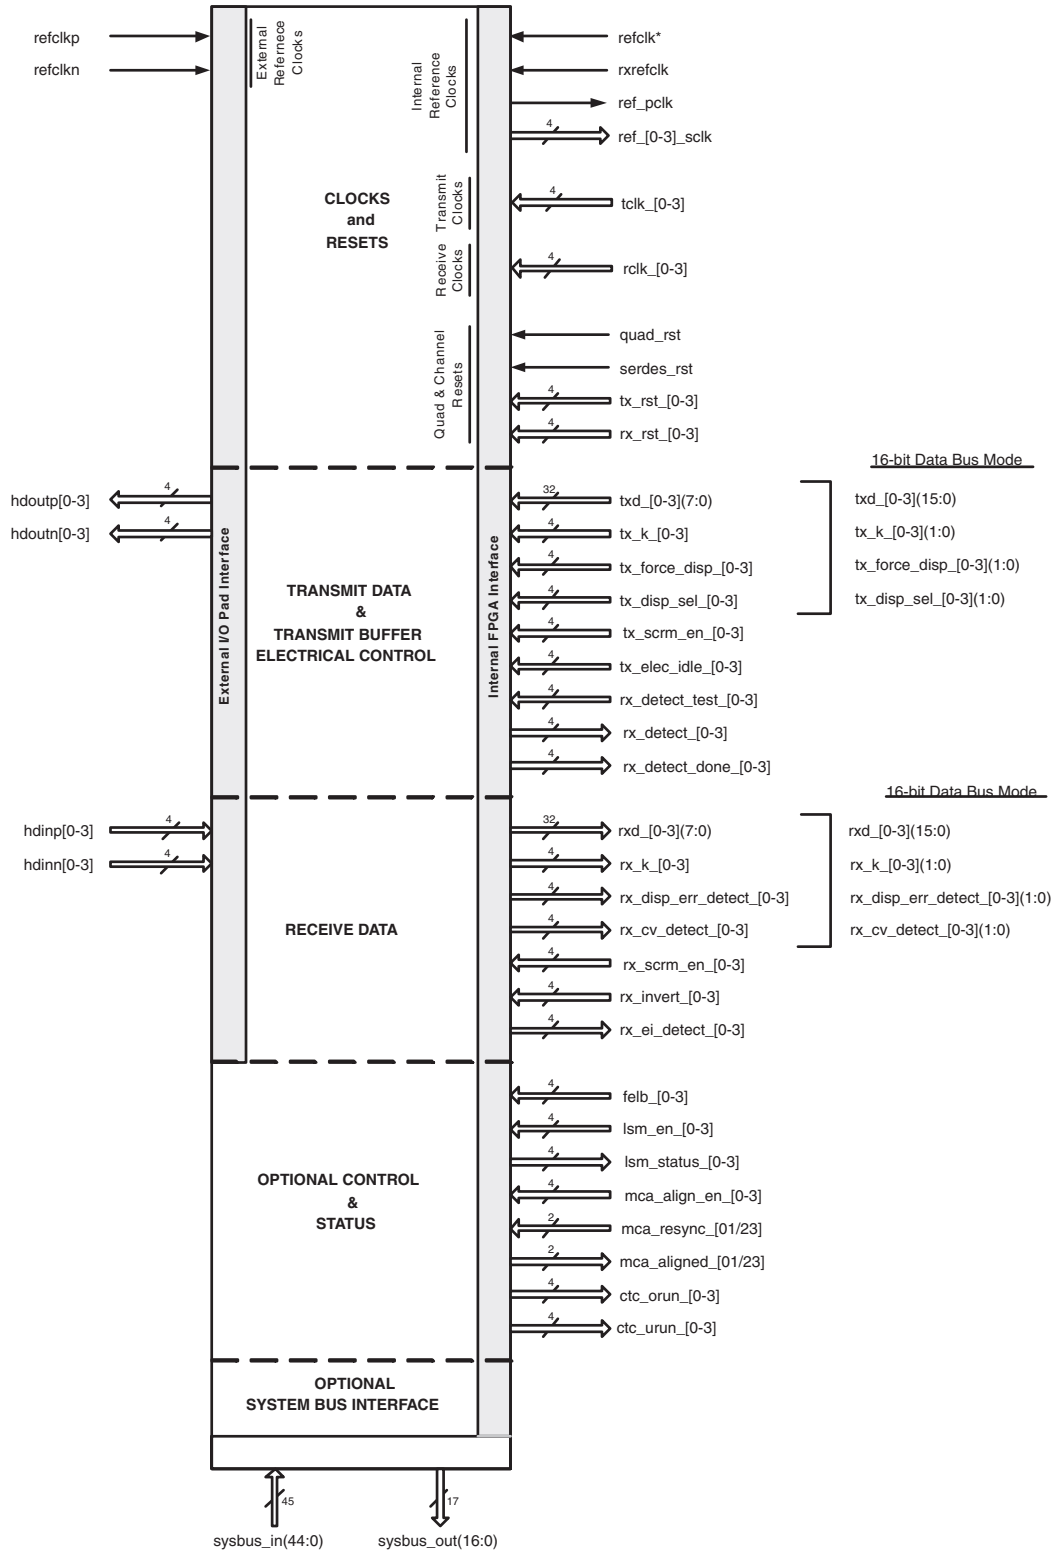 refclkp
refclkn
External
Refernece
Clocks
Internal
Reference
Clocks
refclk*
rxrefclk
ref_pclk
4
ref_[0-3]_sclk
CLOCKS
and
RESETS
Transmit
Clocks
4
tclk_[0-3]
Receive
Clocks
4
rclk_[0-3]
Quad & Channel
Resets
quad_rst
serdes_rst
4
tx_rst_[0-3]
4
rx_rst_[0-3]
External I/O Pad Interface
Internal FPGA Interface
hdoutp[0-3]
4
hdoutn[0-3]
4
TRANSMIT DATA
&
TRANSMIT BUFFER
ELECTRICAL CONTROL
16-bit Data Bus Mode
32
txd_[0-3](7:0)
txd_[0-3](15:0)
4
tx_k_[0-3]
tx_k_[0-3](1:0)
4
tx_force_disp_[0-3]
tx_force_disp_[0-3](1:0)
4
tx_disp_sel_[0-3]
tx_disp_sel_[0-3](1:0)
4
tx_scrm_en_[0-3]
4
tx_elec_idle_[0-3]
4
rx_detect_test_[0-3]
4
rx_detect_[0-3]
4
rx_detect_done_[0-3]
hdinp[0-3]
4
hdinn[0-3]
4
RECEIVE DATA
16-bit Data Bus Mode
32
rxd_[0-3](7:0)
rxd_[0-3](15:0)
4
rx_k_[0-3]
rx_k_[0-3](1:0)
4
rx_disp_err_detect_[0-3]
rx_disp_err_detect_[0-3](1:0)
4
rx_cv_detect_[0-3]
rx_cv_detect_[0-3](1:0)
4
rx_scrm_en_[0-3]
4
rx_invert_[0-3]
4
rx_ei_detect_[0-3]
OPTIONAL CONTROL
&
STATUS
4
felb_[0-3]
4
lsm_en_[0-3]
4
lsm_status_[0-3]
4
mca_align_en_[0-3]
2
mca_resync_[01/23]
2
mca_aligned_[01/23]
4
ctc_orun_[0-3]
4
ctc_urun_[0-3]
OPTIONAL
SYSTEM BUS INTERFACE
45
17
sysbus_in(44:0)
sysbus_out(16:0)